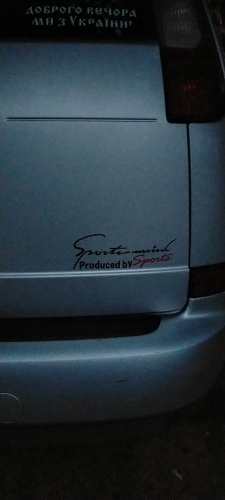 ДОБРОГО ВЕЧОРА
МИ З УКРАЇНИ!
Sports mind
Produced by Sports